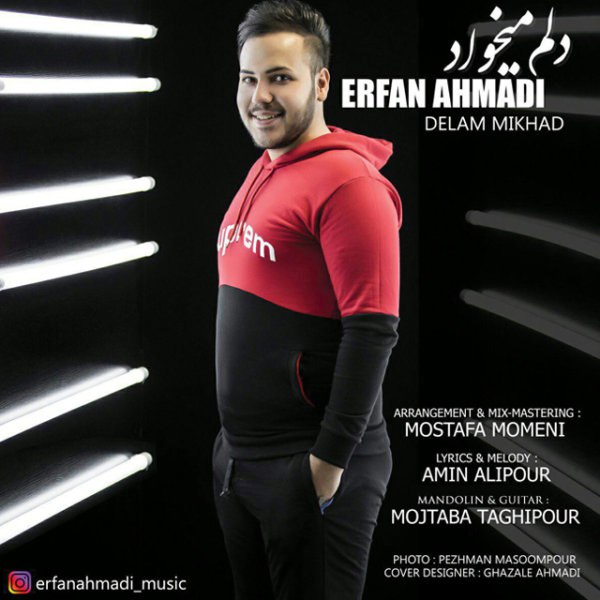 دلم میخواد
ERFAN AHMADI
DELAM MIKHAD
upreem
ARRANGEMENT & MIX-MASTERING :
MOSTAFA MOMENI
LYRICS & MELODY :
AMIN ALIPOUR
MANDOLIN & GUITAR :
MOJTABA TAGHIPOUR
PHOTO : PEZHMAN MASOOMPOUR
COVER DESIGNER : GHAZALE AHMADI
erfanahmadi_music